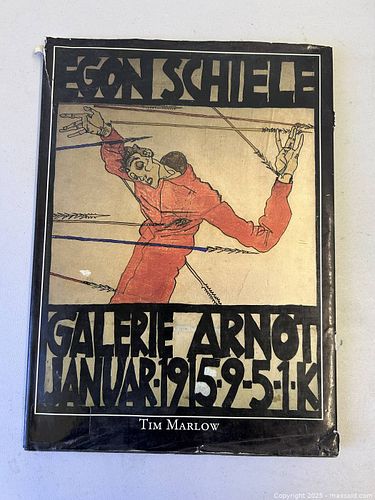 EGON SCHIELE
GALERIE ARNOT
JANUAR·1915·9-5·1·K
TIM MARLOW
Copyright 2025 - maxsold.com